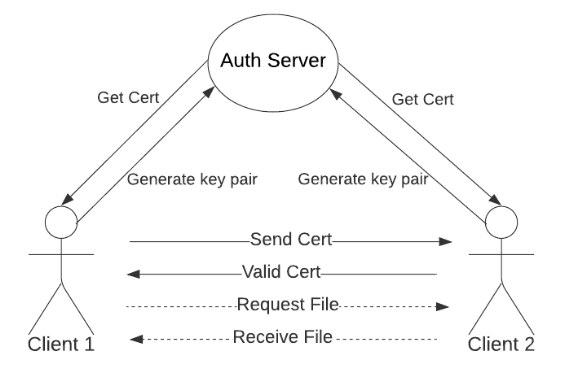 Auth Server
Get Cert
Get Cert
Generate key pair
Generate key pair
Send Cert
Valid Cert
Request File
Receive File
Client 1
Client 2